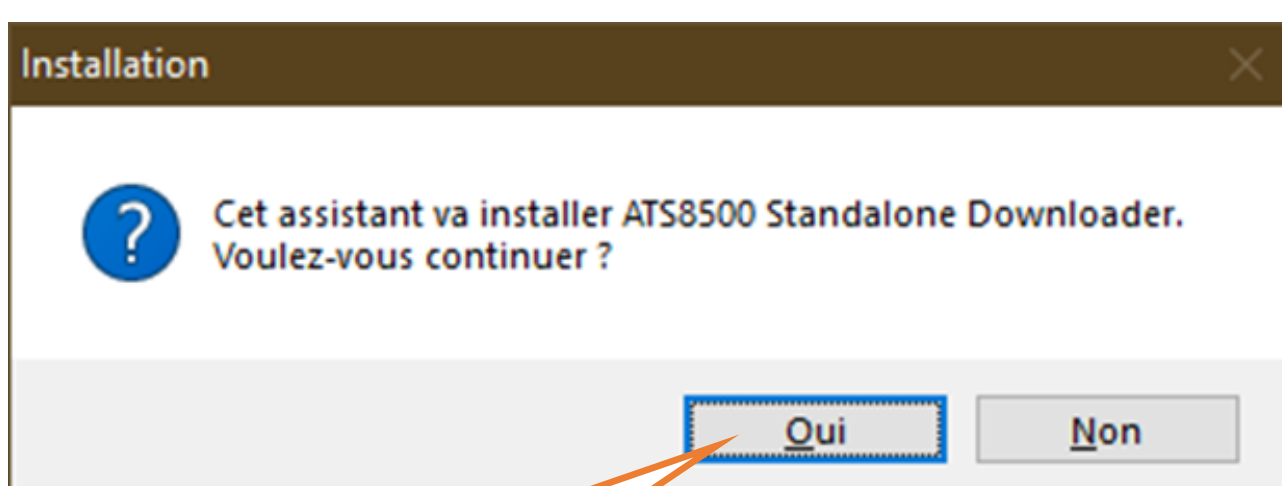 Installation
Cet assistant va installer ATS8500 Standalone Downloader.
Voulez-vous continuer ?
Oui Non